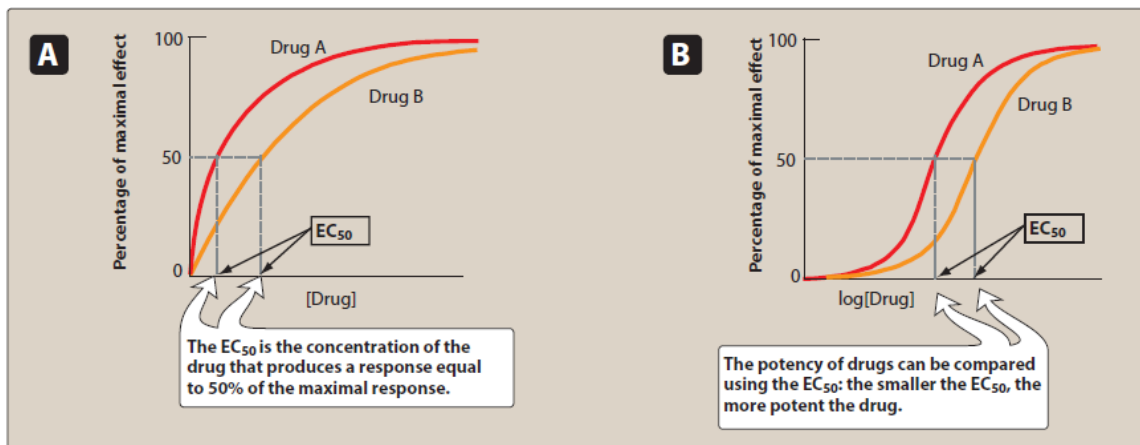 A
Percentage of maximal effect
100
50
0
Drug A
Drug B
EC50
[Drug]
The EC50 is the concentration of the
drug that produces a response equal
to 50% of the maximal response.
B
Percentage of maximal effect
100
50
0
Drug A
Drug B
EC50
log[Drug]
The potency of drugs can be compared
using the EC50: the smaller the EC50, the
more potent the drug.